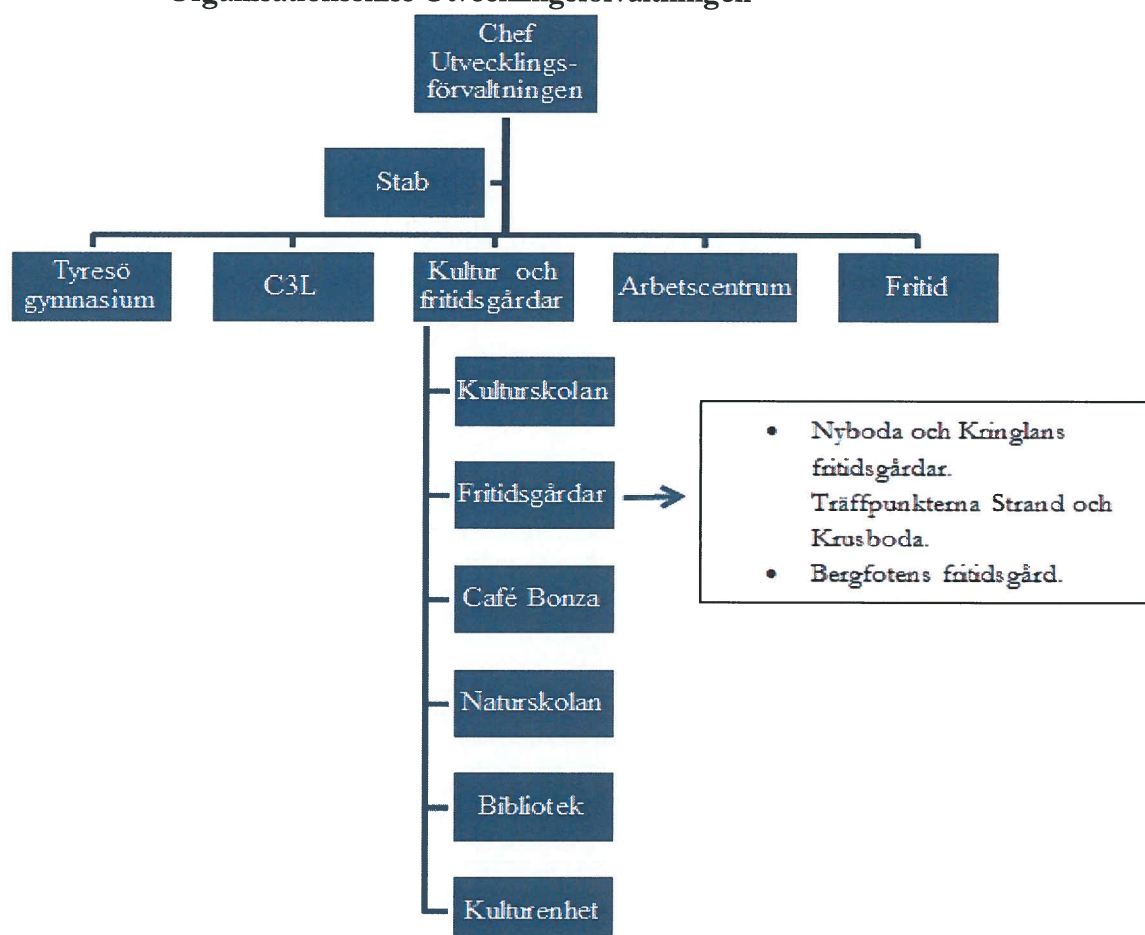 Chef
Utvecklings-
förvaltningen
Stab
Tyresö
gymnasium
C3L
Kultur och
fritidsgårdar
Arbetscentrum
Fritid
Kulturskolan
Fritidsgårdar
• Nyboda och Kringlans
fritidsgårdar.
Träffpunkterna Strand och
Krusboda.
• Bergfotens fritidsgård.
Café Bonza
Naturskolan
Bibliotek
Kulturenhet